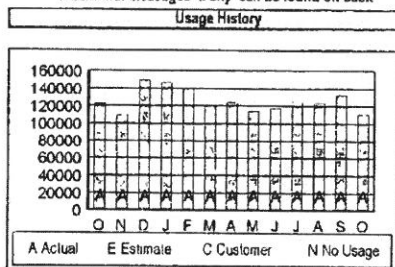 Usage History
160000
140000
120000
100000
80000
60000
40000
20000
0
A A A A A A A A A A A A A
O N D J F M A M J J A S O
A Actual E Estimate C Customer N No Usage